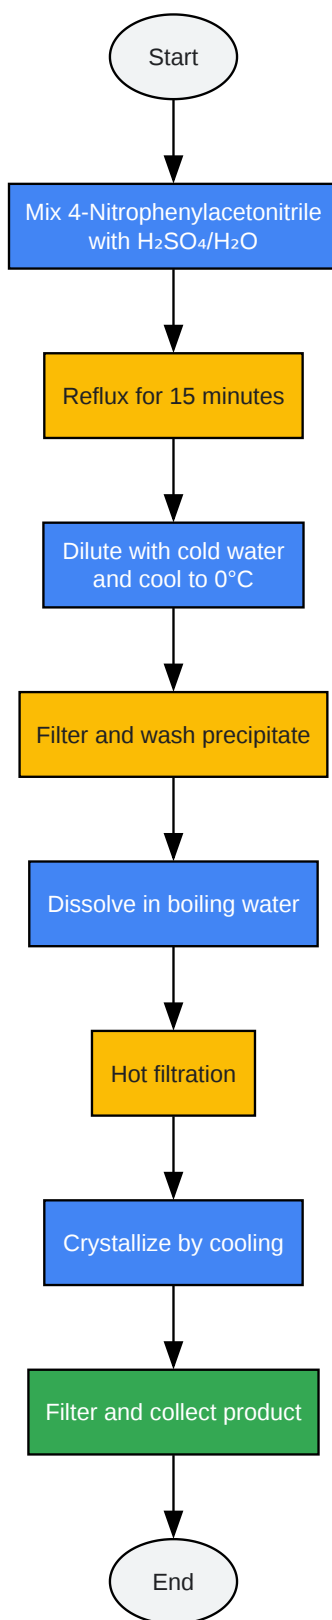 Start
Mix 4-Nitrophenylacetonitrile
with H₂SO₄/H₂O
Reflux for 15 minutes
Dilute with cold water
and cool to 0°C
Filter and wash precipitate
Dissolve in boiling water
Hot filtration
Crystallize by cooling
Filter and collect product
End